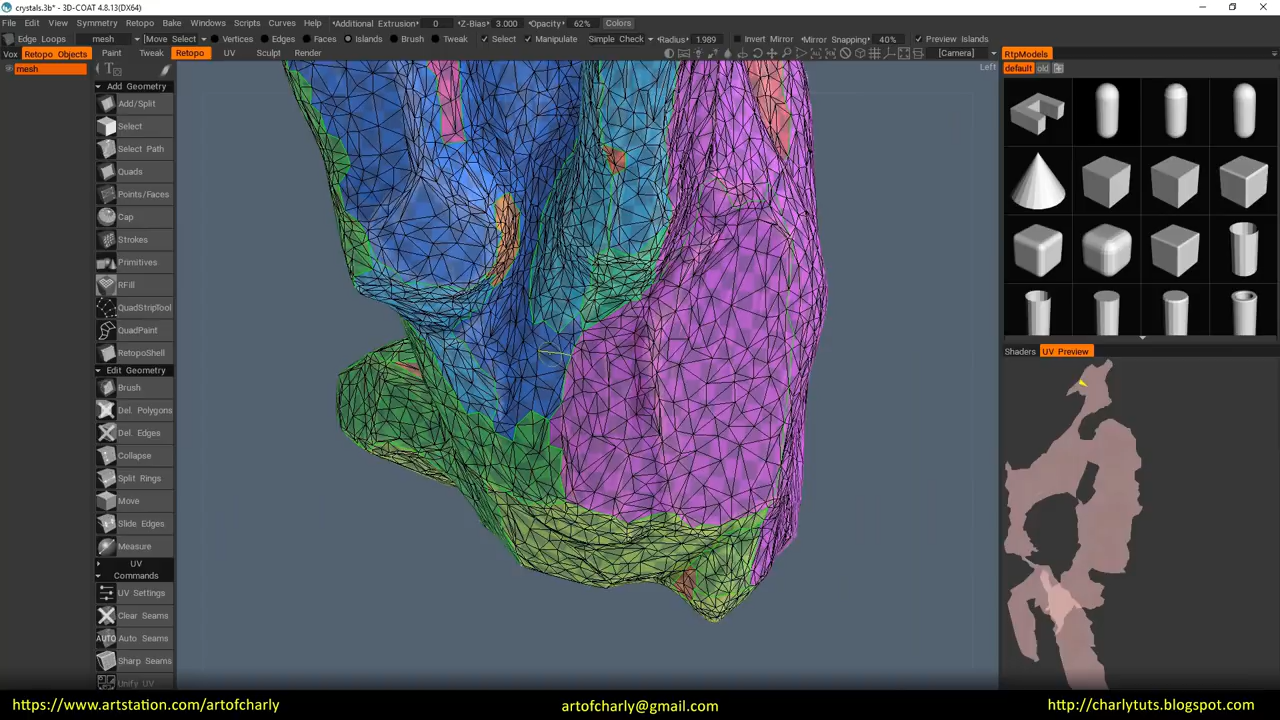 crystals.3b* - 3D-COAT 4.8.13(DX64)
File Edit View Symmetry Retopo Bake Windows Scripts Curves Help Additional Extrusion 0 Z-Bias 3.000 Opacity 62% Colors
Edge Loops mesh Move Select Vertices Edges Faces Islands Brush Tweak Select Manipulate Simple Check Radius 1.989 Invert Mirror Mirror Snapping 40% Preview Islands
Vox Retopo Objects Paint Tweak Retopo UV Sculpt Render [Camera] RtpModels
mesh
Left
default old
Add Geometry
Add/Split
Select
Select Path
Quads
Points/Faces
Cap
Strokes
Primitives
RFill
QuadStripTool
QuadPaint
RetopoShell
Shaders UV Preview
Edit Geometry
Brush
Del. Polygons
Del. Edges
Collapse
Split Rings
Move
Slide Edges
Measure
UV
Commands
UV Settings
Clear Seams
AUTO Auto Seams
Sharp Seams
Unify UV
https://www.artstation.com/artofcharly
artofcharly@gmail.com
http://charlytuts.blogspot.com